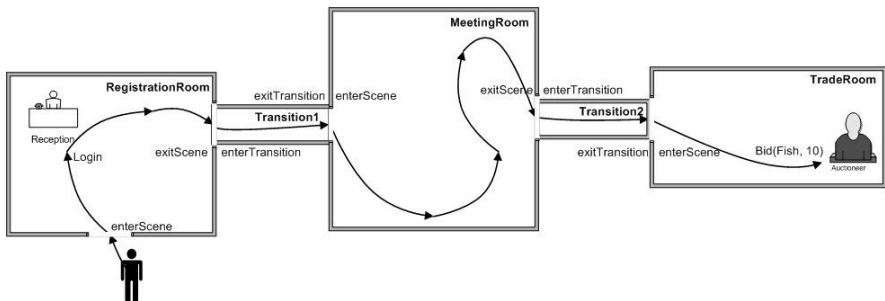 RegistrationRoom
Reception
Login
enterScene
exitScene
enterTransition
Transition1
exitTransition
enterScene
MeetingRoom
exitScene
enterTransition
Transition2
exitTransition
enterScene
TradeRoom
Bid(Fish, 10)
Auctioneer